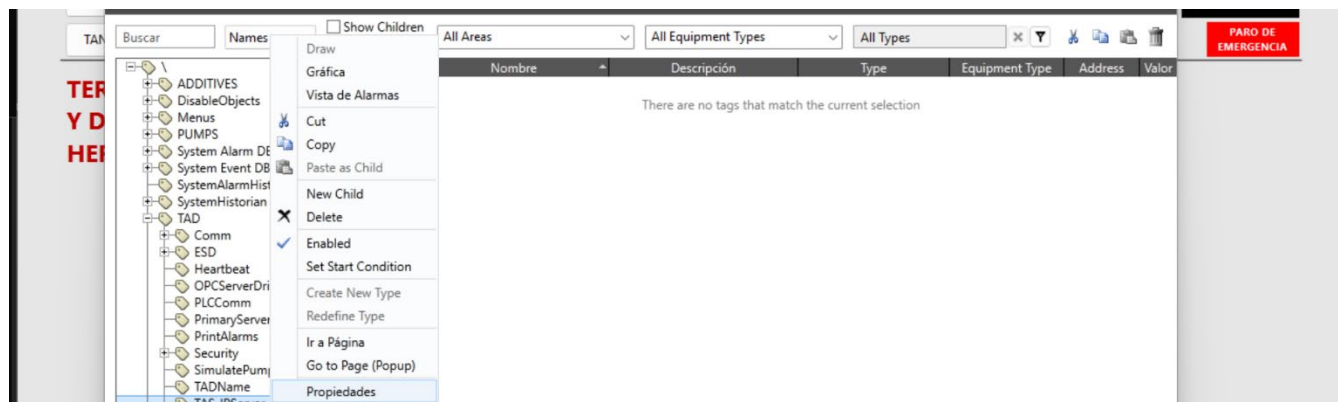 TAN
Buscar
Names
Show Children
All Areas
All Equipment Types
All Types
PARO DE
EMERGENCIA
TER
Y D
HER
Nombre
Descripción
Type
Equipment Type
Address
Valor
There are no tags that match the current selection
\
ADDITIVES
DisableObjects
Menus
PUMPS
System Alarm DE
System Event DB
SystemAlarmHist
SystemHistorian
TAD
Comm
ESD
Heartbeat
OPCServerDri
PLCComm
PrimaryServer
PrintAlarms
Security
SimulatePump
TADName
Draw
Gráfica
Vista de Alarmas
Cut
Copy
Paste as Child
New Child
Delete
Enabled
Set Start Condition
Create New Type
Redefine Type
Ir a Página
Go to Page (Popup)
Propiedades